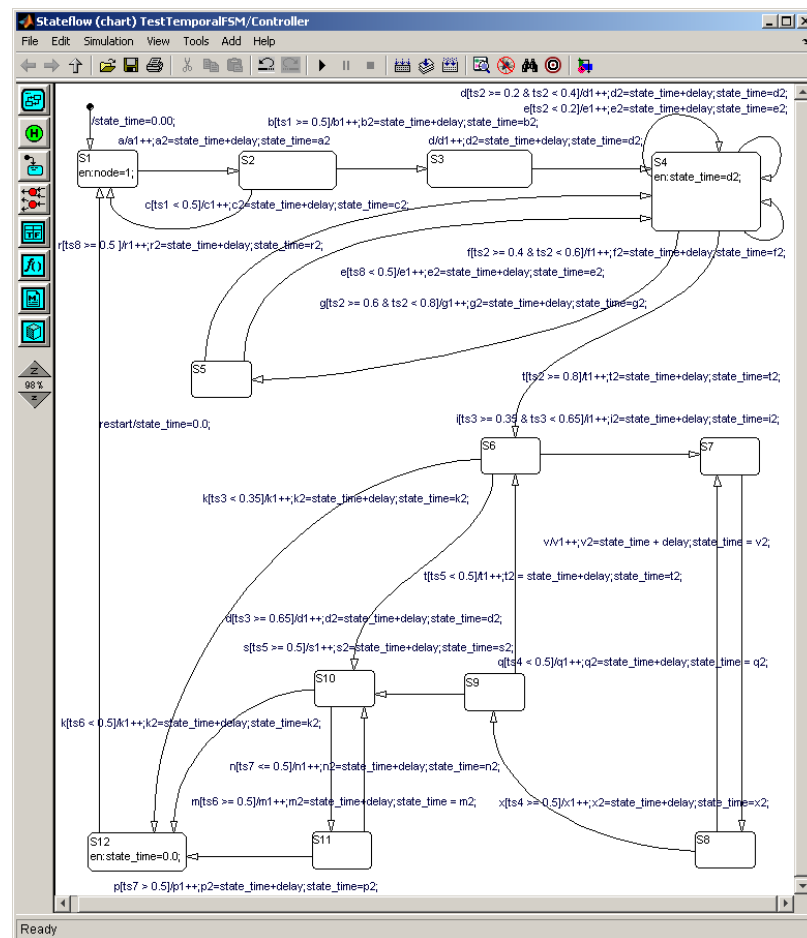 Stateflow (chart) TestTemporalFSM/Controller
File Edit Simulation View Tools Add Help
d[ts2 >= 0.2 & ts2 < 0.4]/d1++;d2=state_time+delay;state_time=d2;
e[ts2 < 0.2]/e1++;e2=state_time+delay;state_time=e2;
/state_time=0.00;
b[ts1 >= 0.5]/b1++;b2=state_time+delay;state_time=b2;
a/a1++;a2=state_time+delay;state_time=a2
d/d1++;d2=state_time+delay;state_time=d2;
S1
en:node=1;
S2
S3
S4
en:state_time=d2;
c[ts1 < 0.5]/c1++;c2=state_time+delay;state_time=c2;
r[ts8 >= 0.5 ]/r1++;r2=state_time+delay;state_time=r2;
f[ts2 >= 0.4 & ts2 < 0.6]/f1++;f2=state_time+delay;state_time=f2;
e[ts8 < 0.5]/e1++;e2=state_time+delay;state_time=e2;
g[ts2 >= 0.6 & ts2 < 0.8]/g1++;g2=state_time+delay;state_time=g2;
S5
98 %
t[ts2 >= 0.8]/t1++;t2=state_time+delay;state_time=t2;
restart/state_time=0.0;
i[ts3 >= 0.35 & ts3 < 0.65]/i1++;i2=state_time+delay;state_time=i2;
S6
S7
k[ts3 < 0.35]/k1++;k2=state_time+delay;state_time=k2;
v/v1++;v2=state_time + delay;state_time = v2;
t[ts5 < 0.5]/t1++;t2 = state_time+delay;state_time=t2;
d[ts3 >= 0.65]/d1++;d2=state_time+delay;state_time=d2;
s[ts5 >= 0.5]/s1++;s2=state_time+delay;state_time=s2;
q[ts4 < 0.5]/q1++;q2=state_time+delay;state_time = q2;
S10
S9
k[ts6 < 0.5]/k1++;k2=state_time+delay;state_time=k2;
n[ts7 <= 0.5]/n1++;n2=state_time+delay;state_time=n2;
m[ts6 >= 0.5]/m1++;m2=state_time+delay;state_time = m2;
x[ts4 >= 0.5]/x1++;x2=state_time+delay;state_time=x2;
S12
en:state_time=0.0;
S11
S8
p[ts7 > 0.5]/p1++;p2=state_time+delay;state_time=p2;
Ready